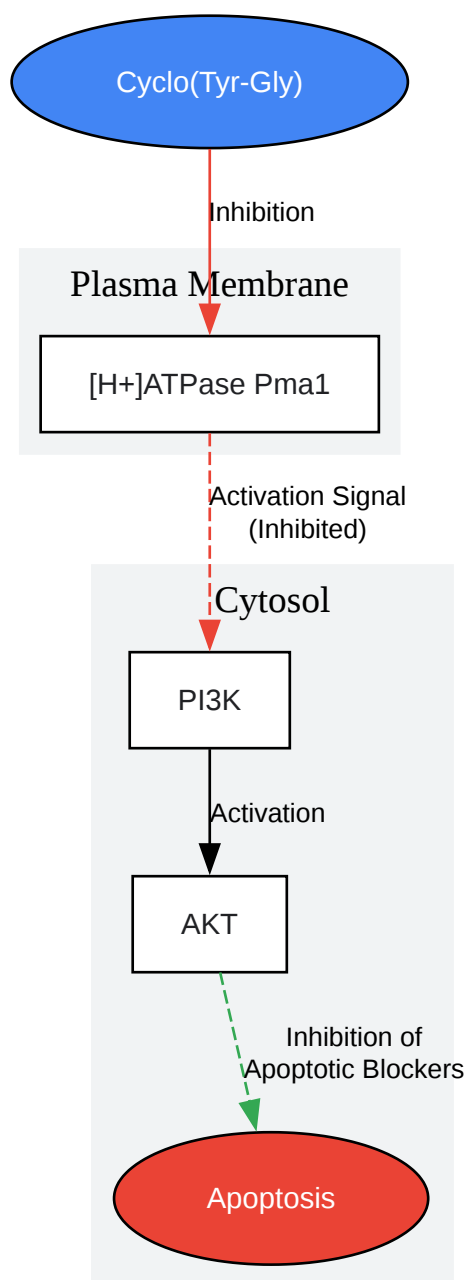 Cyclo(Tyr-Gly)
Inhibition
Plasma Membrane
[H+]ATPase Pma1
Activation Signal
(Inhibited)
Cytosol
PI3K
Activation
AKT
Inhibition of
Apoptotic Blockers
Apoptosis